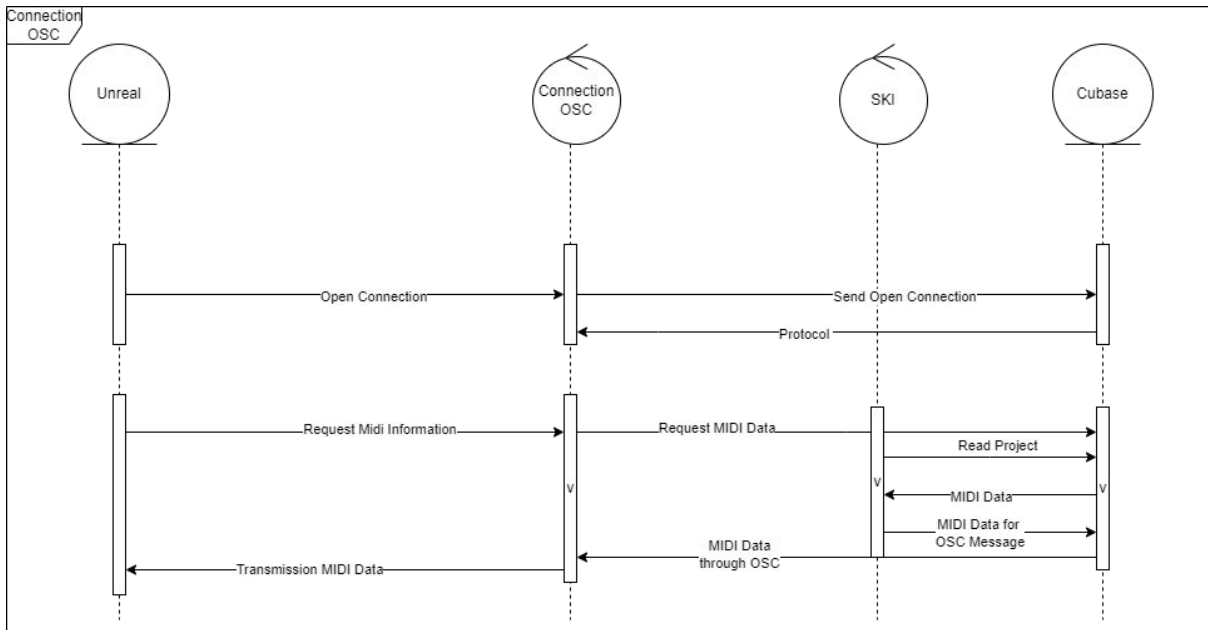 Connection
OSC
Unreal
Connection
OSC
SKI
Cubase
Open Connection
Send Open Connection
Protocol
Request Midi Information
Request MIDI Data
Read Project
v
v
v
MIDI Data
MIDI Data for
OSC Message
MIDI Data
through OSC
Transmission MIDI Data